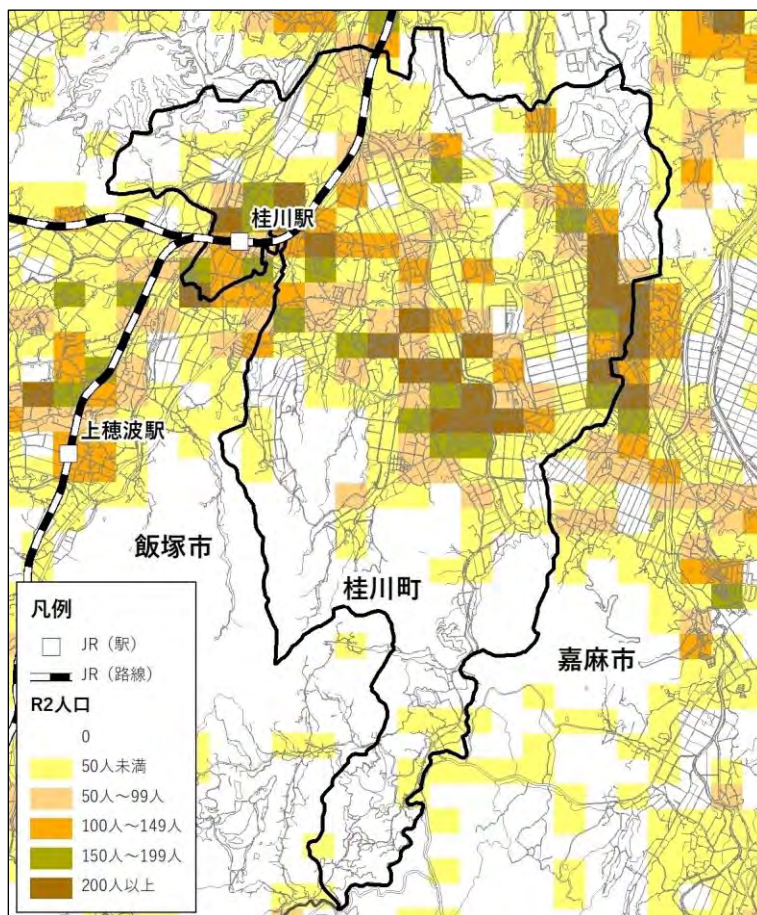 桂川駅
上穂波駅
飯塚市
桂川町
嘉麻市
凡例
JR（駅）
JR（路線）
R2人口
0
50人未満
50人～99人
100人～149人
150人～199人
200人以上